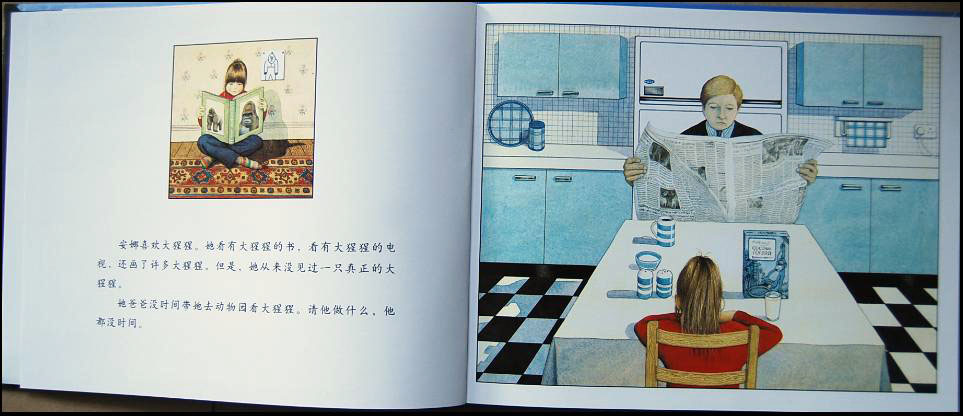 安娜喜欢大猩猩。她看有大猩猩的书，看有大猩猩的电
视，还画了许多大猩猩。但是，她从来没见过一只真正的大
猩猩。
她爸爸没时间带她去动物园看大猩猩。请他做什么，他
都没时间。